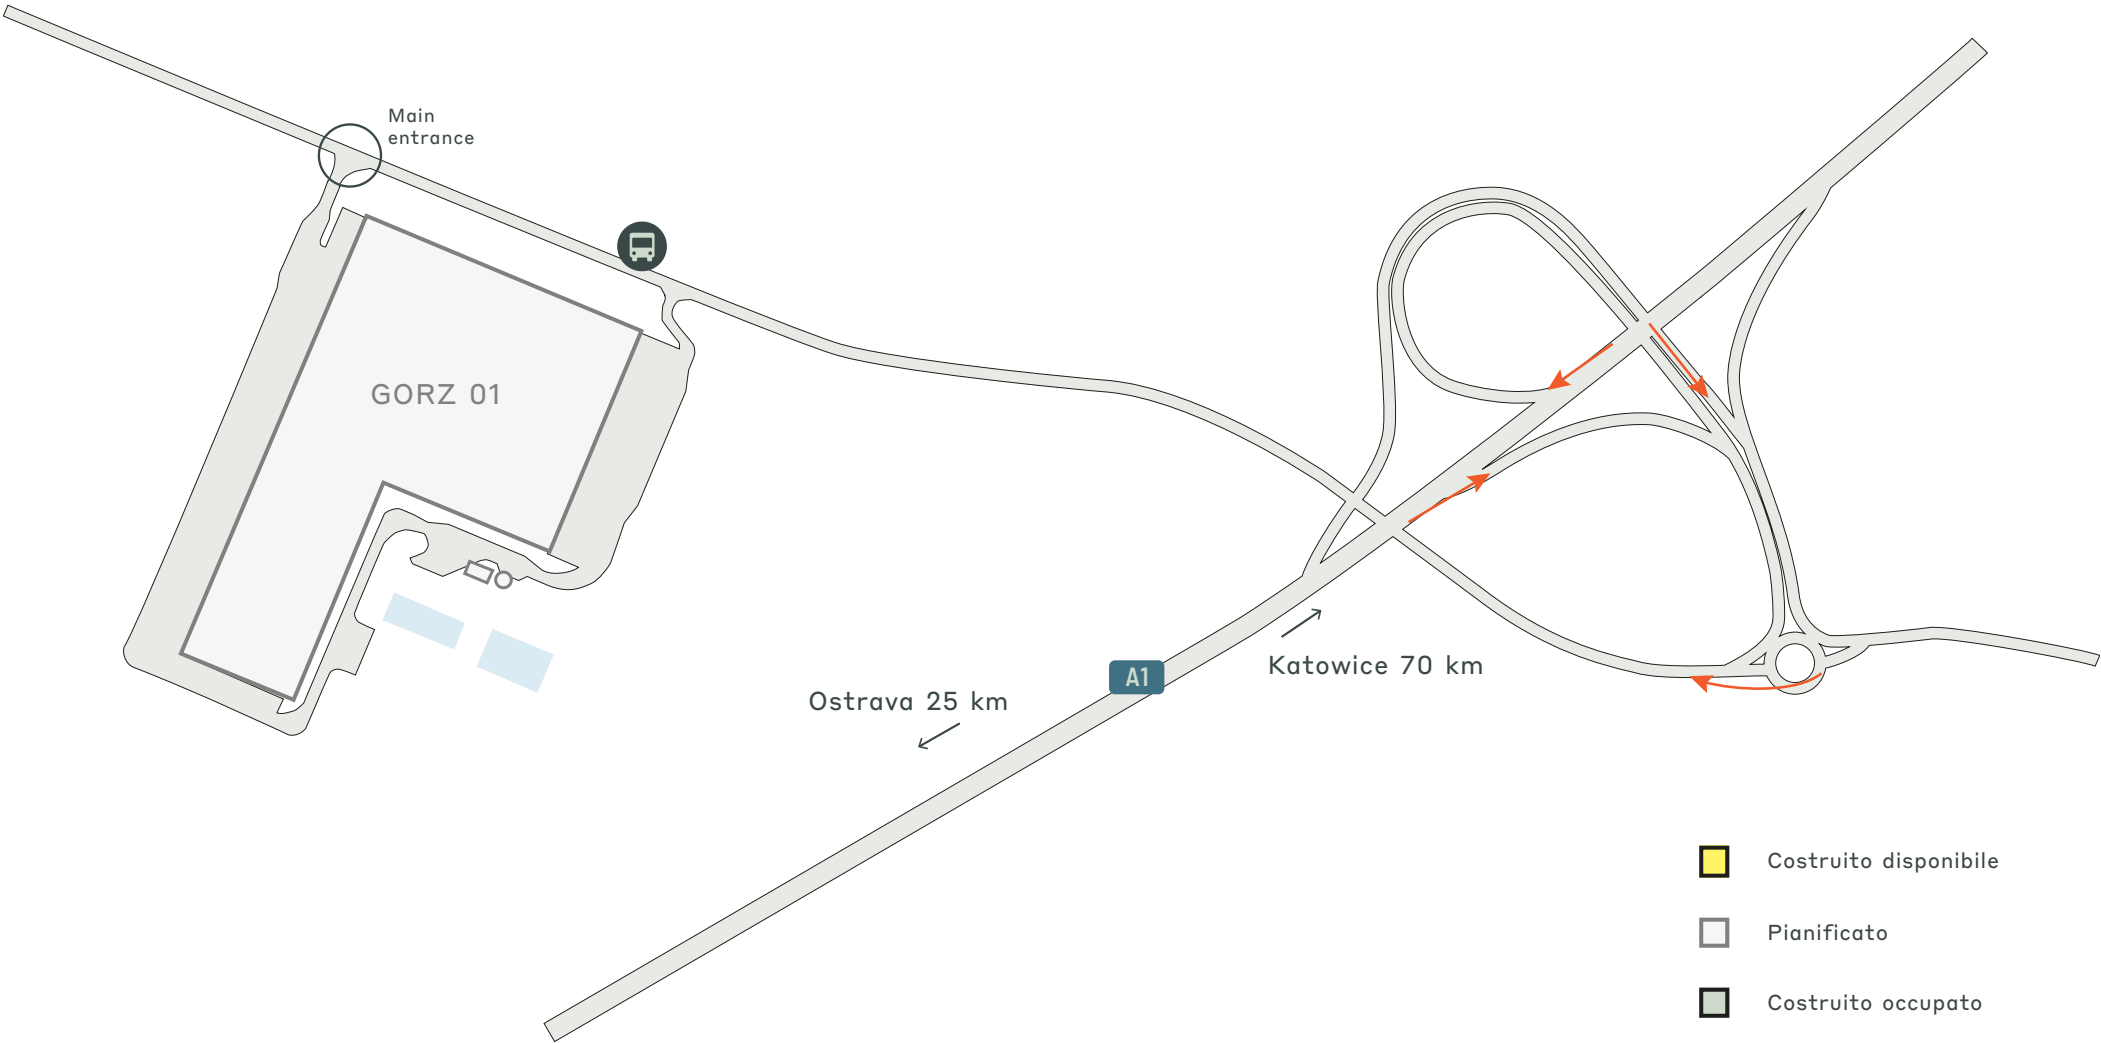 Main
entrance
GORZ 01
A1
Katowice 70 km
Ostrava 25 km
Costruito disponibile
Pianificato
Costruito occupato